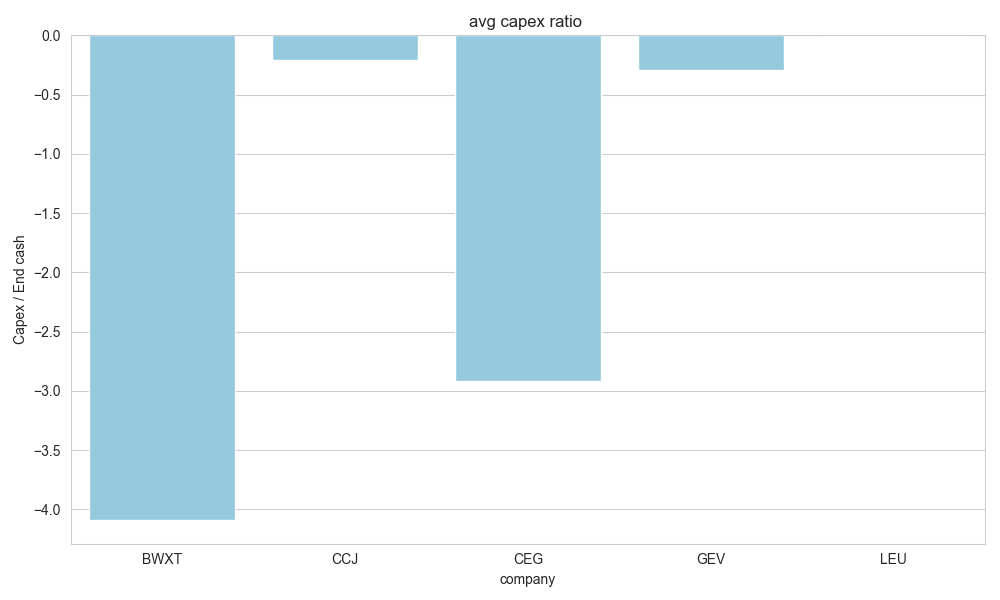 avg capex ratio
0.0
−0.5
−1.0
−1.5
−2.0
−2.5
−3.0
−3.5
−4.0
Capex / End cash
BWXT CCJ CEG GEV LEU
company